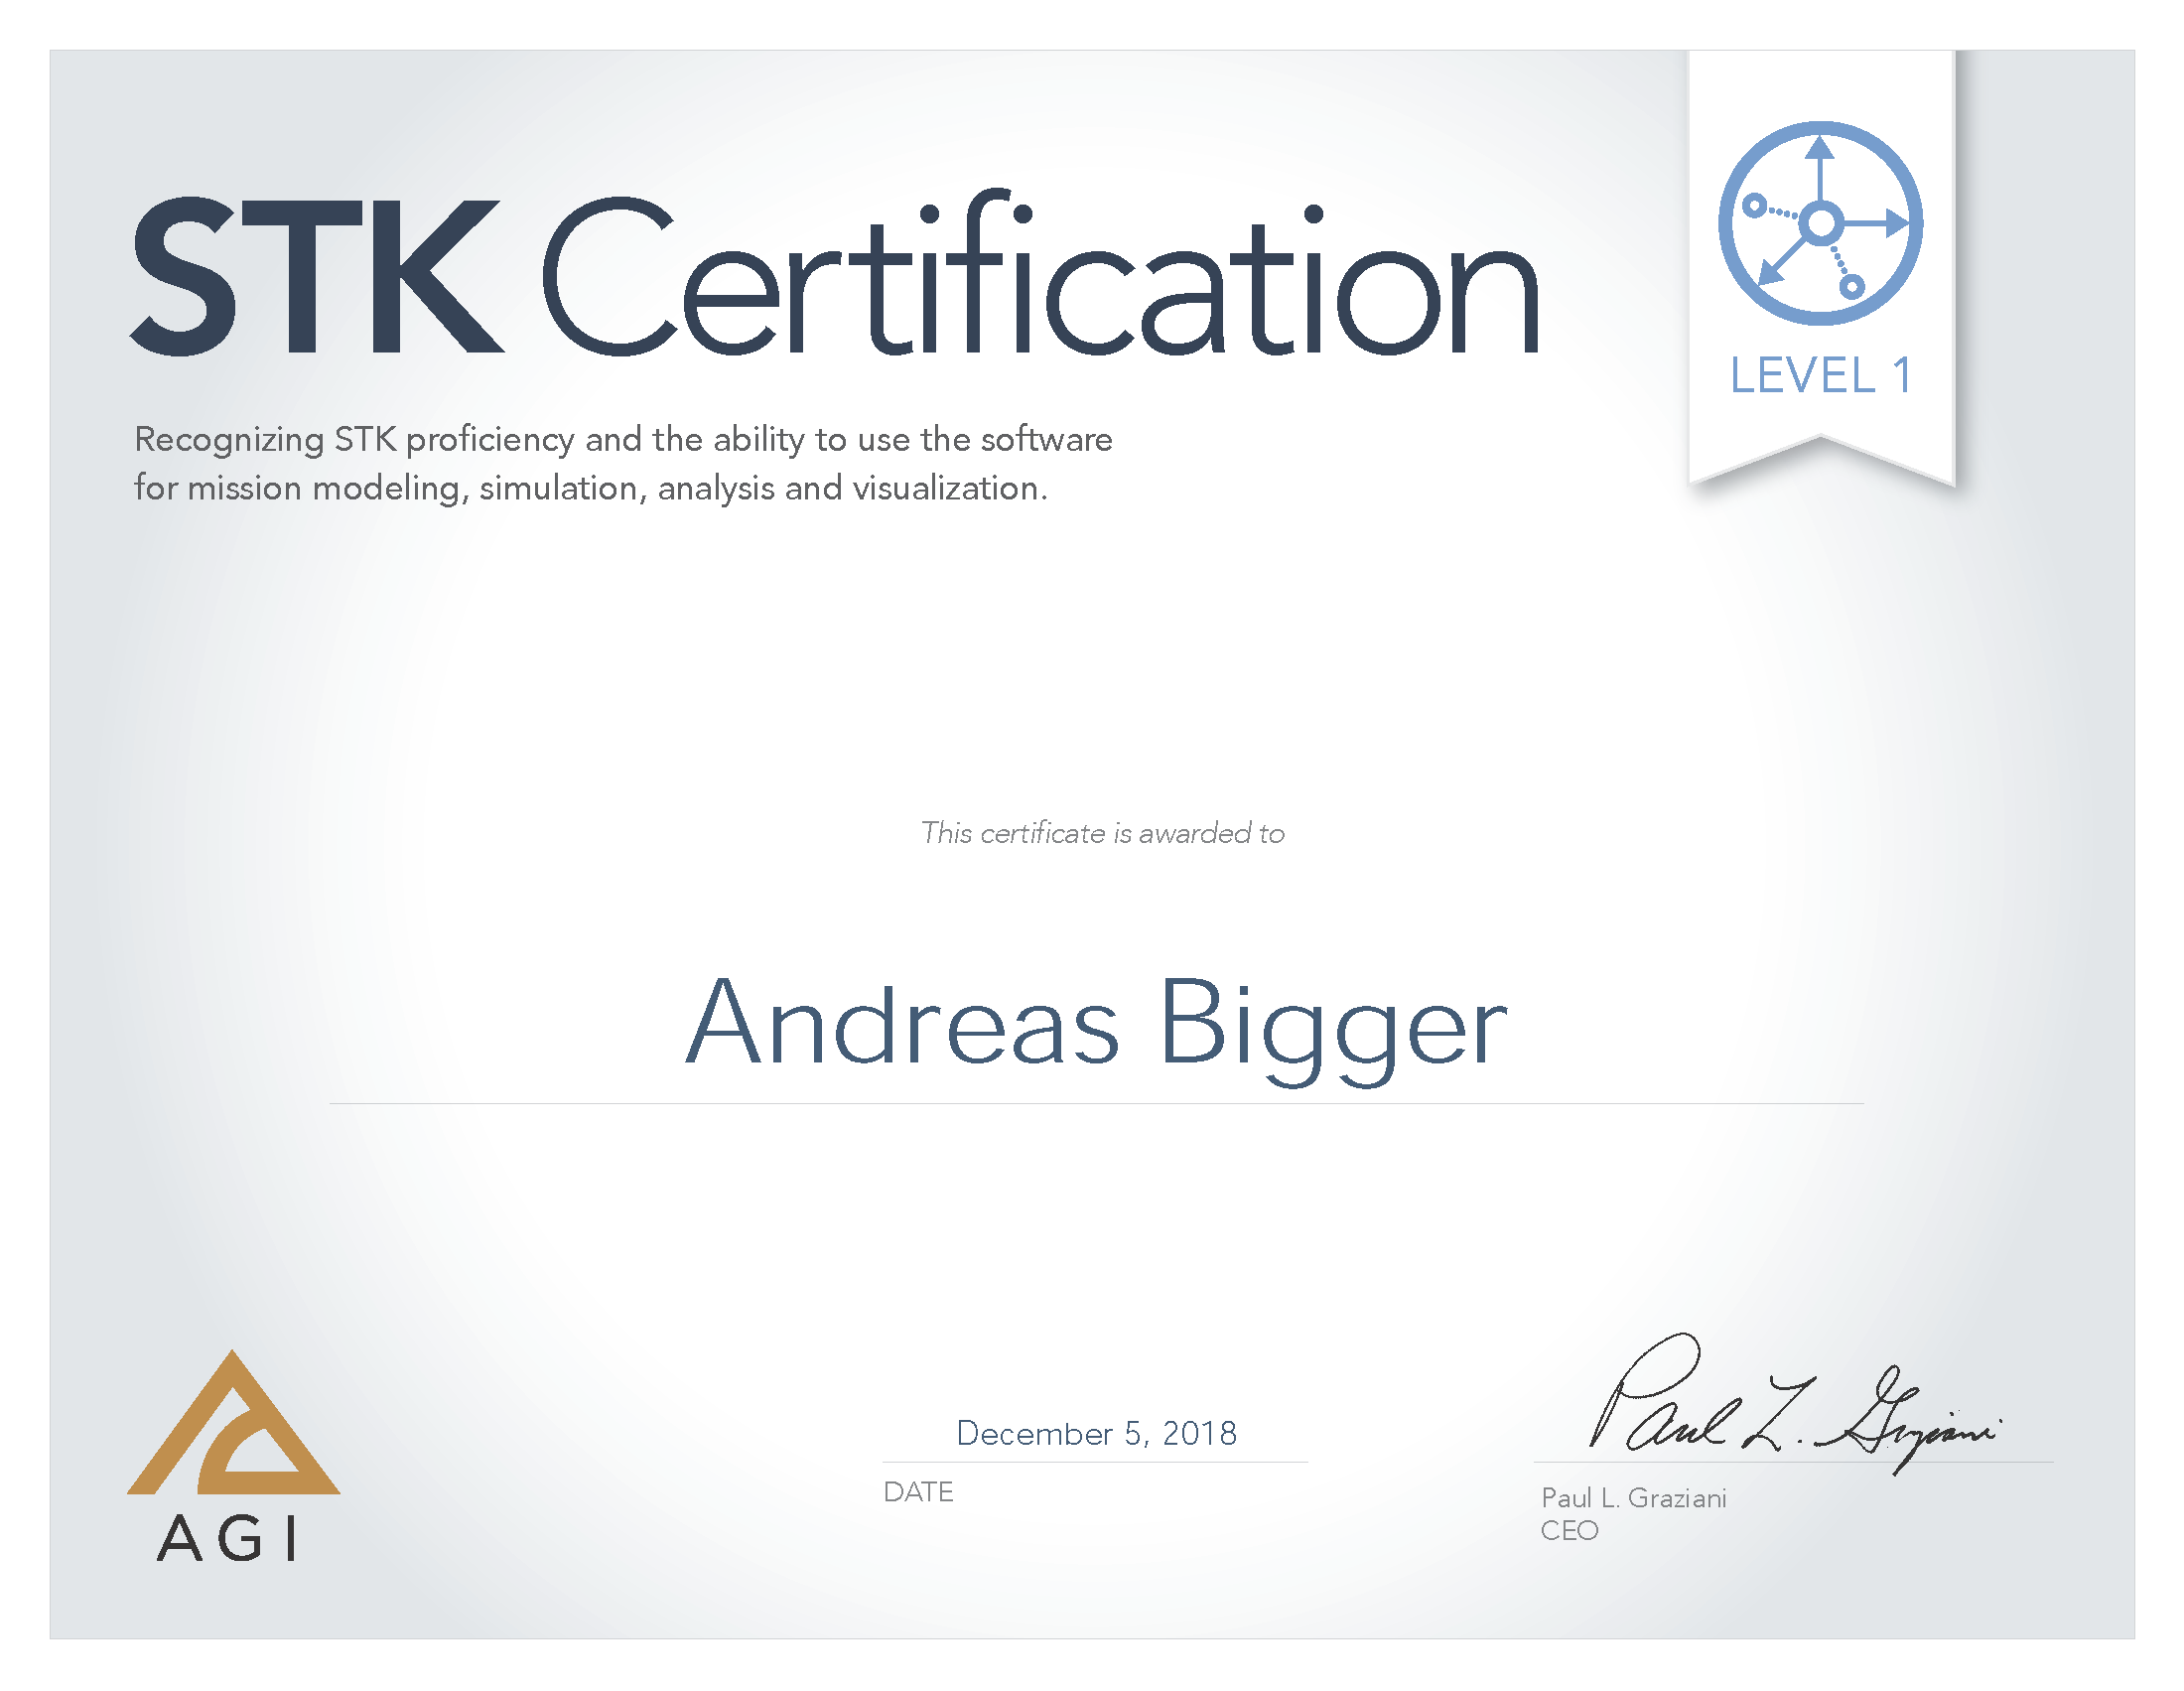 STK Certification
LEVEL 1
Recognizing STK proficiency and the ability to use the software
for mission modeling, simulation, analysis and visualization.
This certificate is awarded to
Andreas Bigger
December 5, 2018
DATE
Paul L. Graziani
Paul L. Graziani
CEO
AGI